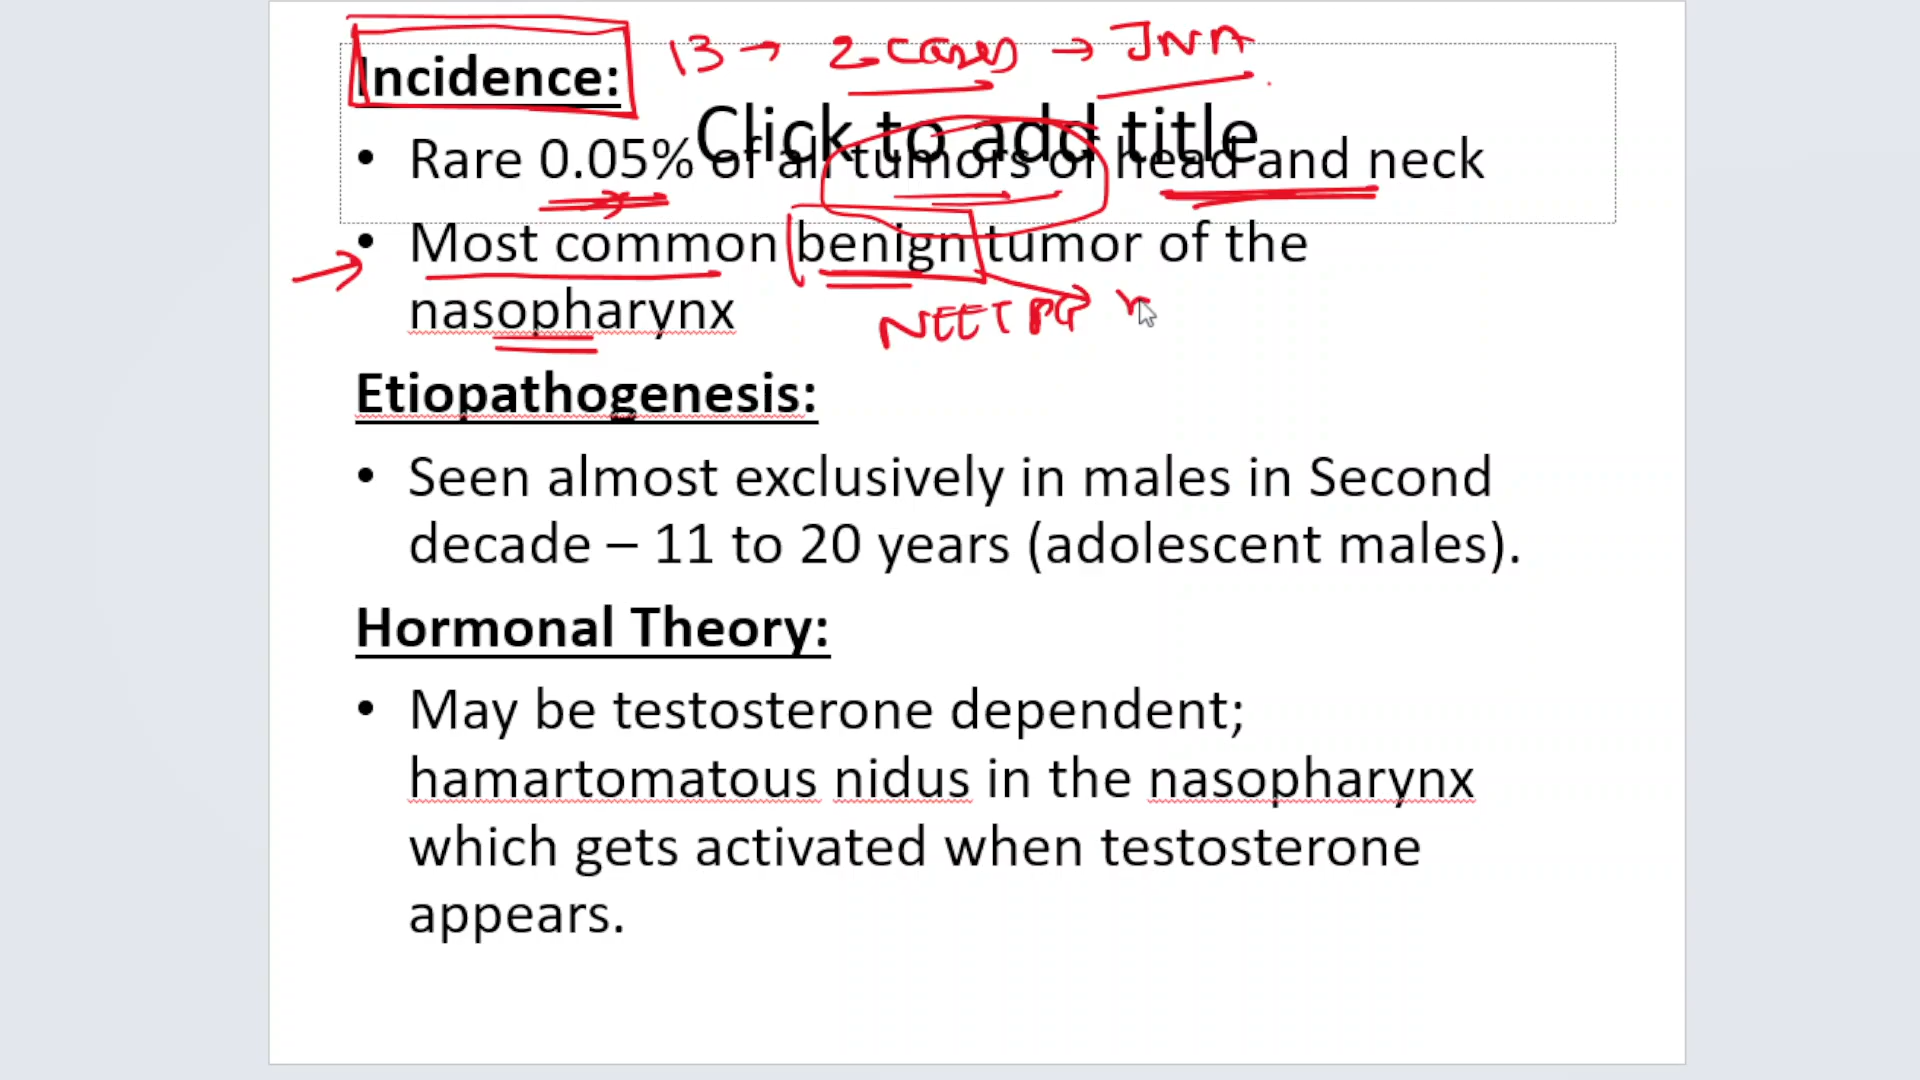 13 → 2 cases → JNA
Incidence:
Click to add title
• Rare 0.05% of all tumors of head and neck
• Most common benign tumor of the
nasopharynx
NEET PG
Etiopathogenesis:
• Seen almost exclusively in males in Second
decade – 11 to 20 years (adolescent males).
Hormonal Theory:
• May be testosterone dependent;
hamartomatous nidus in the nasopharynx
which gets activated when testosterone
appears.